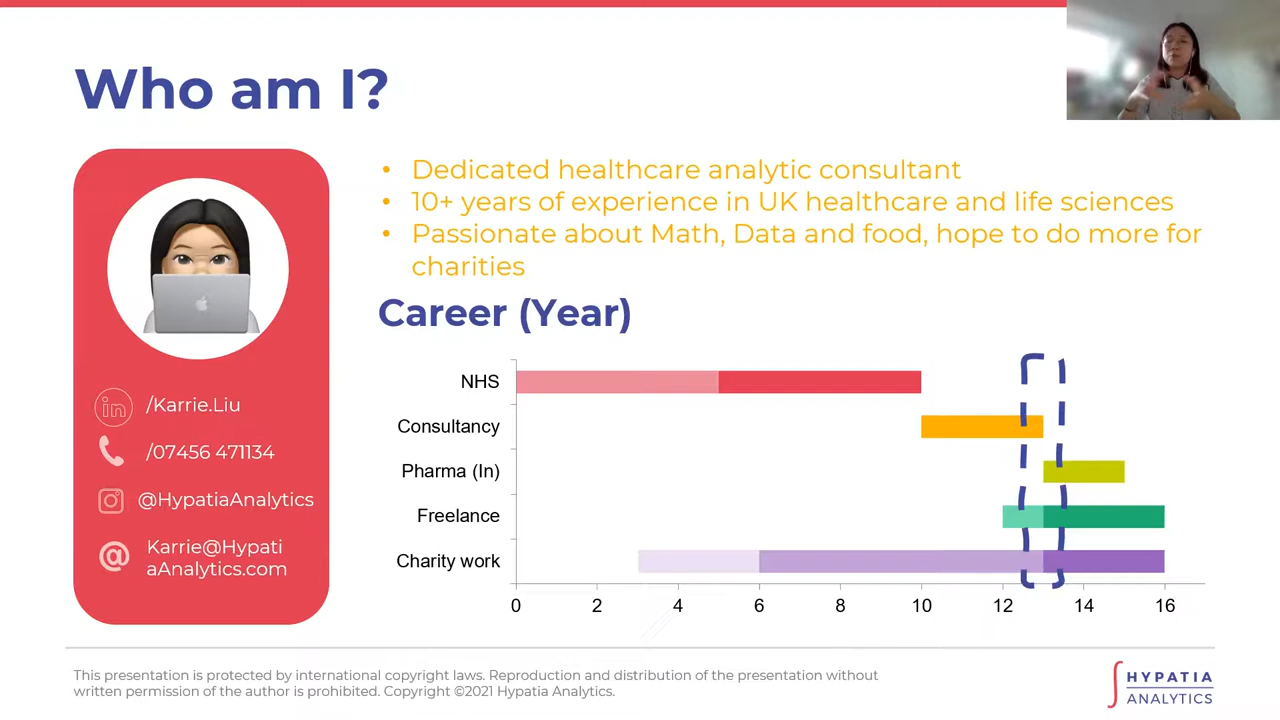 Who am I?
• Dedicated healthcare analytic consultant
• 10+ years of experience in UK healthcare and life sciences
• Passionate about Math, Data and food, hope to do more for
charities
in /Karrie.Liu
/07456 471134
@HypatiaAnalytics
@ Karrie@Hypati
aAnalytics.com
Career (Year)
NHS
Consultancy
Pharma (In)
Freelance
Charity work
0 2 4 6 8 10 12 14 16
This presentation is protected by international copyright laws. Reproduction and distribution of the presentation without
written permission of the author is prohibited. Copyright ©2021 Hypatia Analytics.
HYPATIA
ANALYTICS